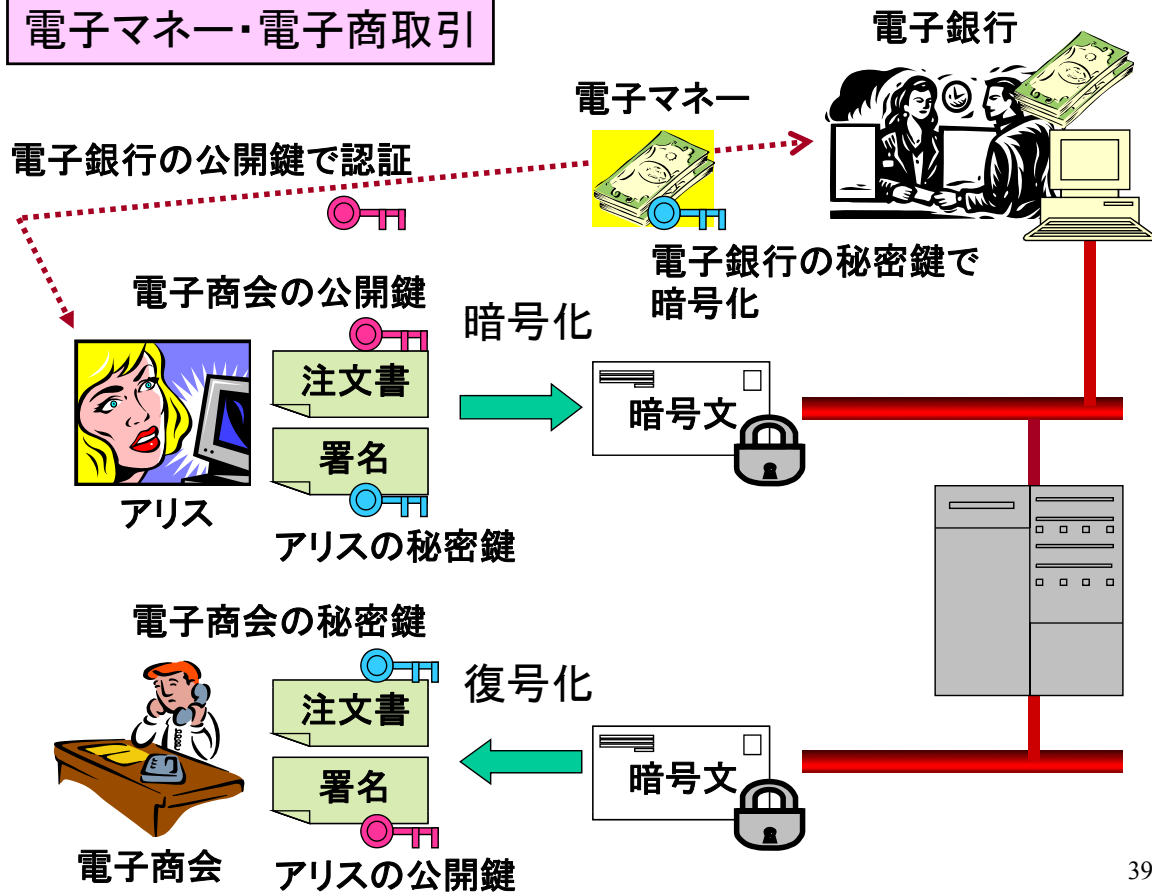 電子マネー・電子商取引
電子銀行
電子マネー
電子銀行の公開鍵で認証
電子銀行の秘密鍵で
暗号化
電子商会の公開鍵
暗号化
注文書
暗号文
署名
アリス
アリスの秘密鍵
電子商会の秘密鍵
復号化
注文書
暗号文
署名
電子商会
アリスの公開鍵
39